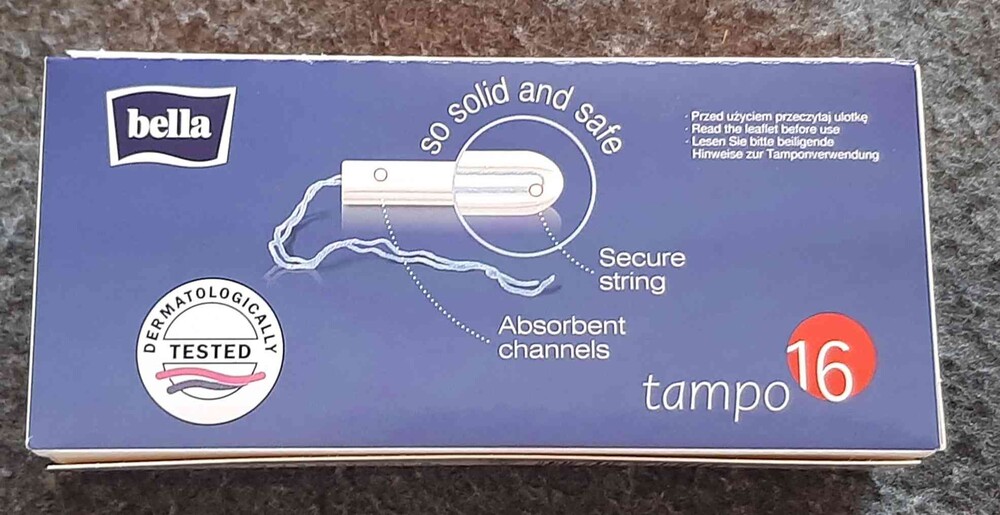 bella
so solid and safe
· Przed użyciem przeczytaj ulotkę
· Read the leaflet before use
· Lesen Sie bitte beiligende
Hinweise zur Tamponverwendung
Secure
string
Absorbent
channels
DERMATOLOGICALLY
TESTED
tampo 16